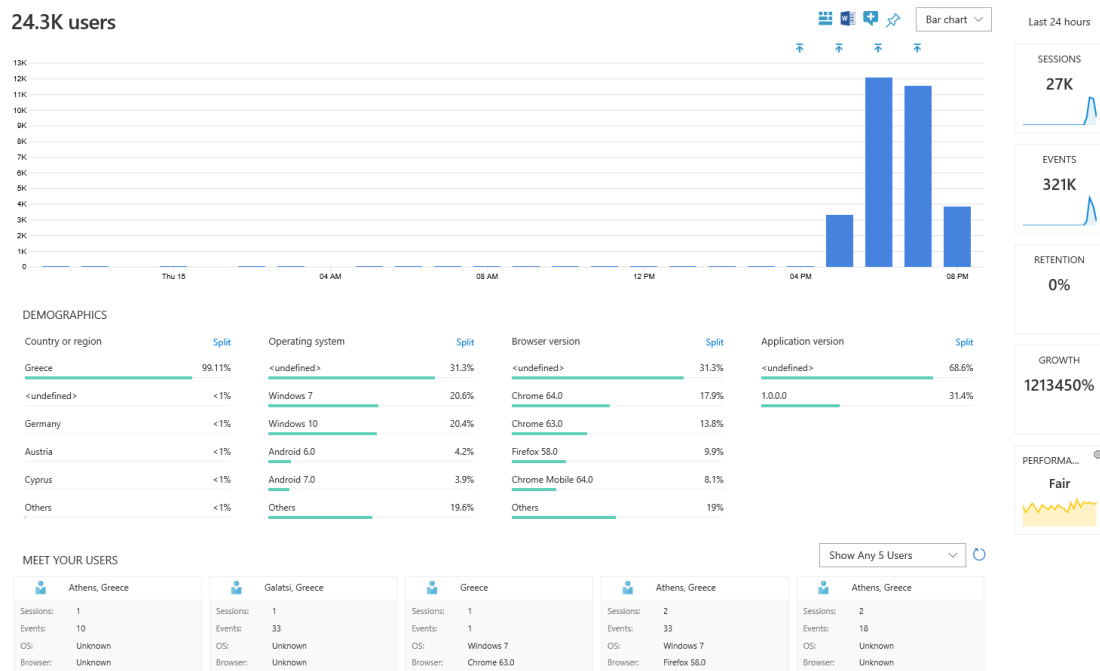 24.3K users
Bar chart
Last 24 hours
13K
12K
11K
10K
9K
8K
7K
6K
5K
4K
3K
2K
1K
0
Thu 15 04 AM 08 AM 12 PM 04 PM 08 PM
SESSIONS
27K
EVENTS
321K
RETENTION
0%
GROWTH
1213450%
PERFORMA...
Fair
DEMOGRAPHICS
Country or region Split
Greece 99.11%
<undefined> <1%
Germany <1%
Austria <1%
Cyprus <1%
Others <1%
Operating system Split
<undefined> 31.3%
Windows 7 20.6%
Windows 10 20.4%
Android 6.0 4.2%
Android 7.0 3.9%
Others 19.6%
Browser version Split
<undefined> 31.3%
Chrome 64.0 17.9%
Chrome 63.0 13.8%
Firefox 58.0 9.9%
Chrome Mobile 64.0 8.1%
Others 19%
Application version Split
<undefined> 68.6%
1.0.0.0 31.4%
MEET YOUR USERS
Show Any 5 Users
Athens, Greece
Sessions: 1
Events: 10
OS: Unknown
Browser: Unknown
Galatsi, Greece
Sessions: 1
Events: 33
OS: Unknown
Browser: Unknown
Greece
Sessions: 1
Events: 1
OS: Windows 7
Browser: Chrome 63.0
Athens, Greece
Sessions: 2
Events: 33
OS: Windows 7
Browser: Firefox 58.0
Athens, Greece
Sessions: 2
Events: 18
OS: Unknown
Browser: Unknown